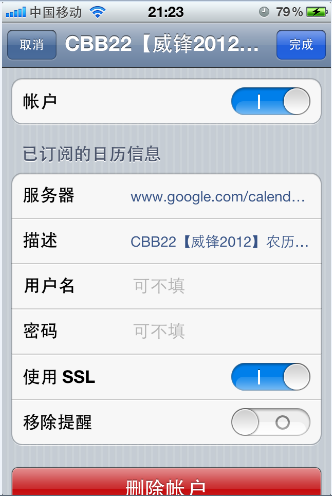 中国移动 21:23 79%
取消 CBB22【威锋2012... 完成
帐户
已订阅的日历信息
服务器 www.google.com/calend...
描述 CBB22【威锋2012】农历...
用户名 可不填
密码 可不填
使用 SSL
移除提醒
删除帐户